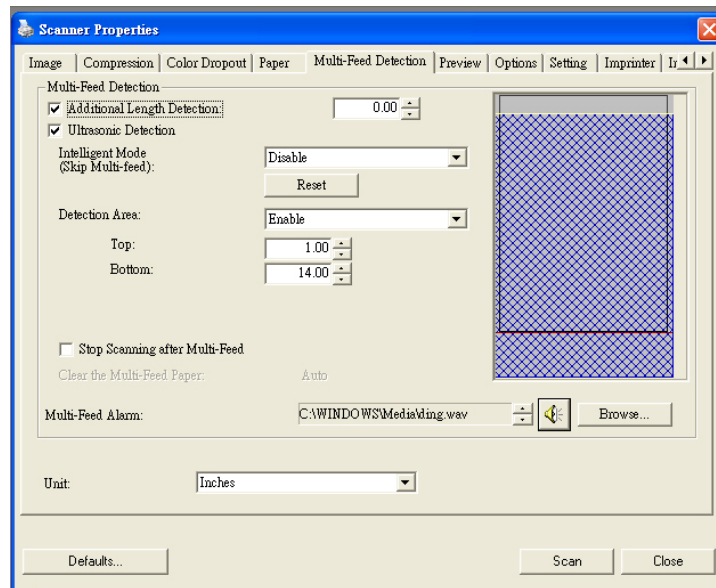 Scanner Properties
Image Compression Color Dropout Paper Multi-Feed Detection Preview Options Setting Imprinter
Multi-Feed Detection
Additional Length Detection: 0.00
Ultrasonic Detection
Intelligent Mode
(Skip Multi-feed): Disable
Reset
Detection Area: Enable
Top: 1.00
Bottom: 14.00
Stop Scanning after Multi-Feed
Clear the Multi-Feed Paper: Auto
Multi-Feed Alarm: C:\WINDOWS\Media\ding.wav Browse...
Unit: Inches
Defaults... Scan Close